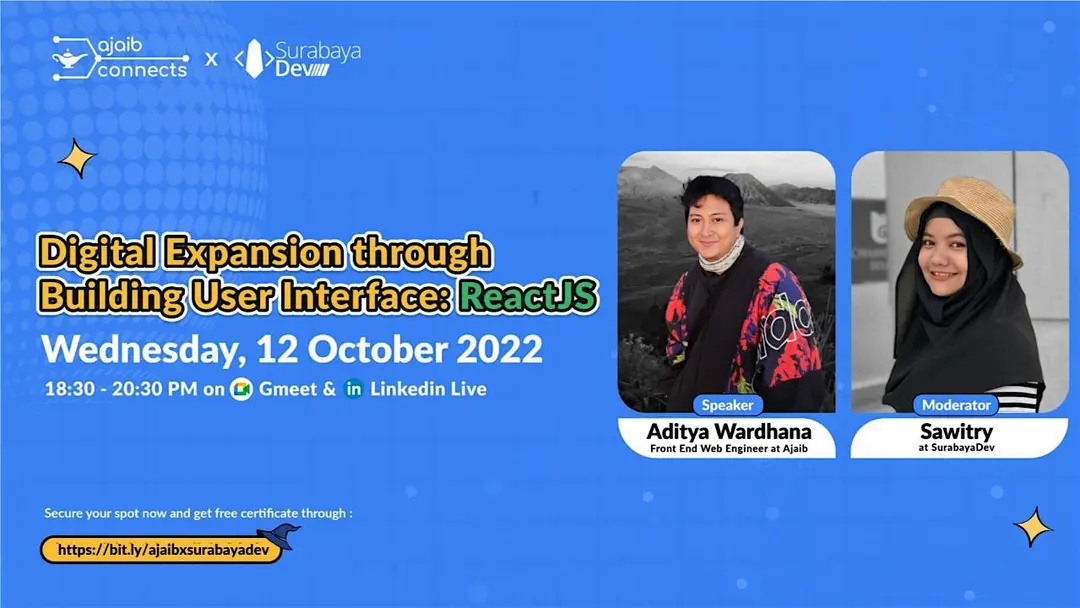 ajaib
connects
x
Surabaya
Dev
Digital Expansion through
Building User Interface: ReactJS
Wednesday, 12 October 2022
18:30 - 20:30 PM on Gmeet & in Linkedin Live
Speaker
Aditya Wardhana
Front End Web Engineer at Ajaib
Moderator
Sawitry
at SurabayaDev
Secure your spot now and get free certificate through :
https://bit.ly/ajaibxsurabayadev